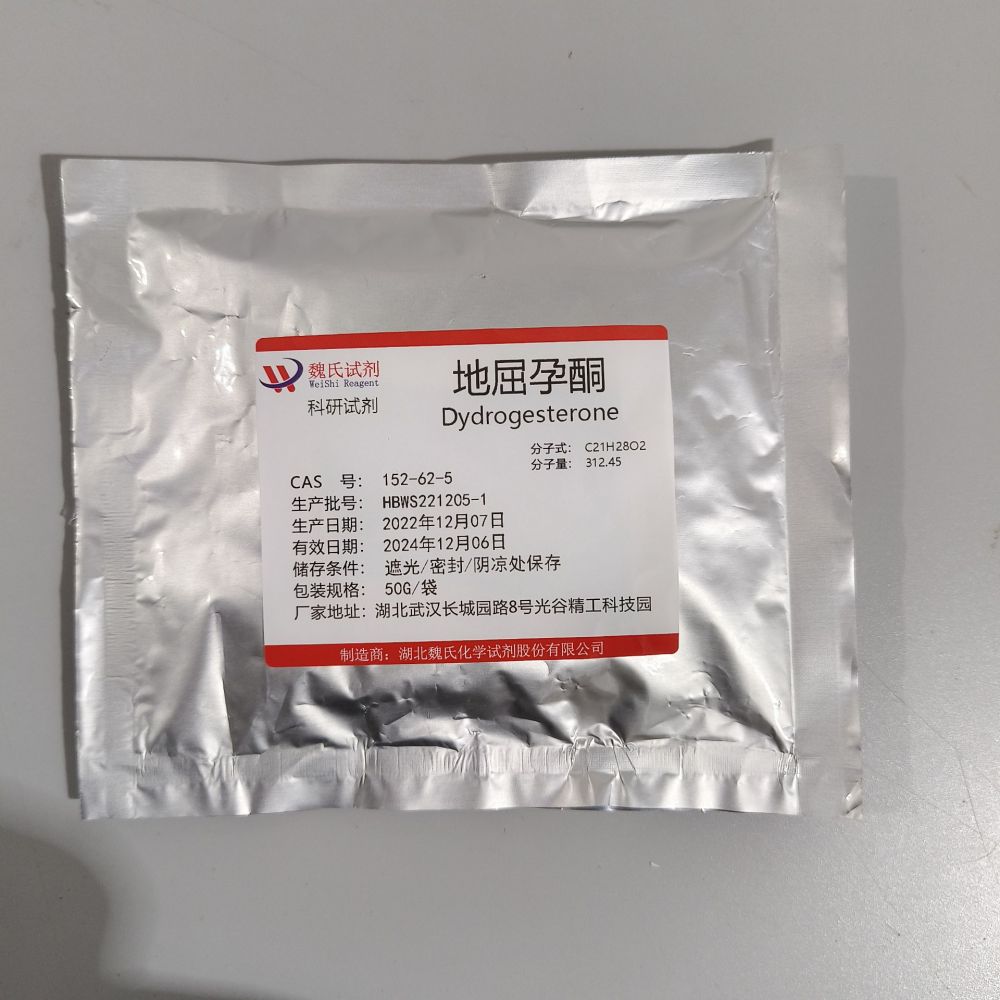 魏氏试剂
WeiShi Reagent
科研试剂
地屈孕酮
Dydrogesterone
分子式： C21H28O2
分子量： 312.45
CAS 号： 152-62-5
生产批号： HBWS221205-1
生产日期： 2022年12月07日
有效日期： 2024年12月06日
储存条件： 遮光/密封/阴凉处保存
包装规格： 50G/袋
厂家地址： 湖北武汉长城园路8号光谷精工科技园
制造商：湖北魏氏化学试剂股份有限公司